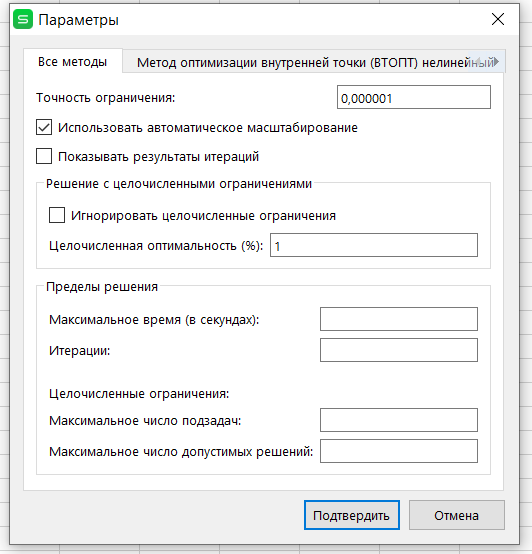 Параметры
Все методы
Метод оптимизации внутренней точки (ВТОПТ) нелинейный
Точность ограничения:
0,000001
Использовать автоматическое масштабирование
Показывать результаты итераций
Решение с целочисленными ограничениями
Игнорировать целочисленные ограничения
Целочисленная оптимальность (%):
1
Пределы решения
Максимальное время (в секундах):
Итерации:
Целочисленные ограничения:
Максимальное число подзадач:
Максимальное число допустимых решений:
Подтвердить
Отмена